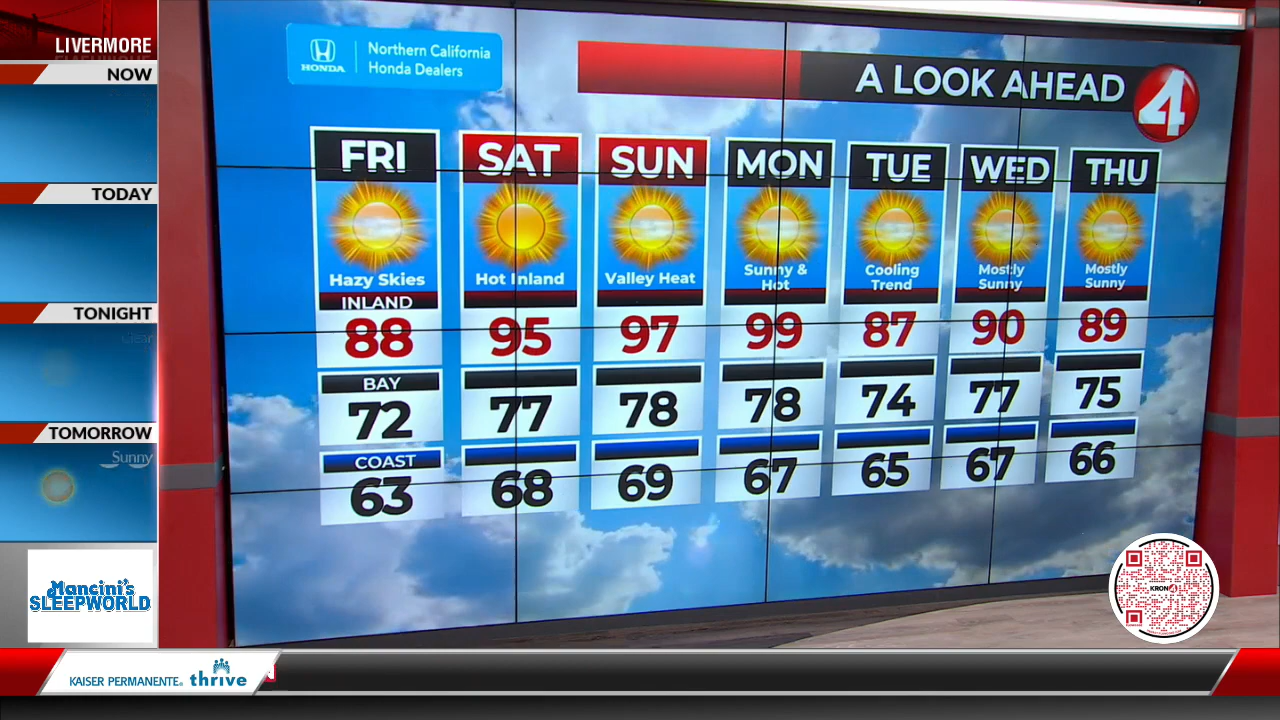 LIVERMORE
NOW
TODAY
TONIGHT
Clear
TOMORROW
Sunny
Mancini's
SLEEPWORLD
HONDA
Northern California
Honda Dealers
A LOOK AHEAD
4
FRI SAT SUN MON TUE WED THU
Hazy Skies
Hot Inland
Valley Heat
Sunny &
Hot
Cooling
Trend
Mostly
Sunny
Mostly
Sunny
INLAND
88 95 97 99 87 90 89
BAY
72 77 78 78 74 77 75
COAST
63 68 69 67 65 67 66
KRON4
KAISER PERMANENTE® thrive